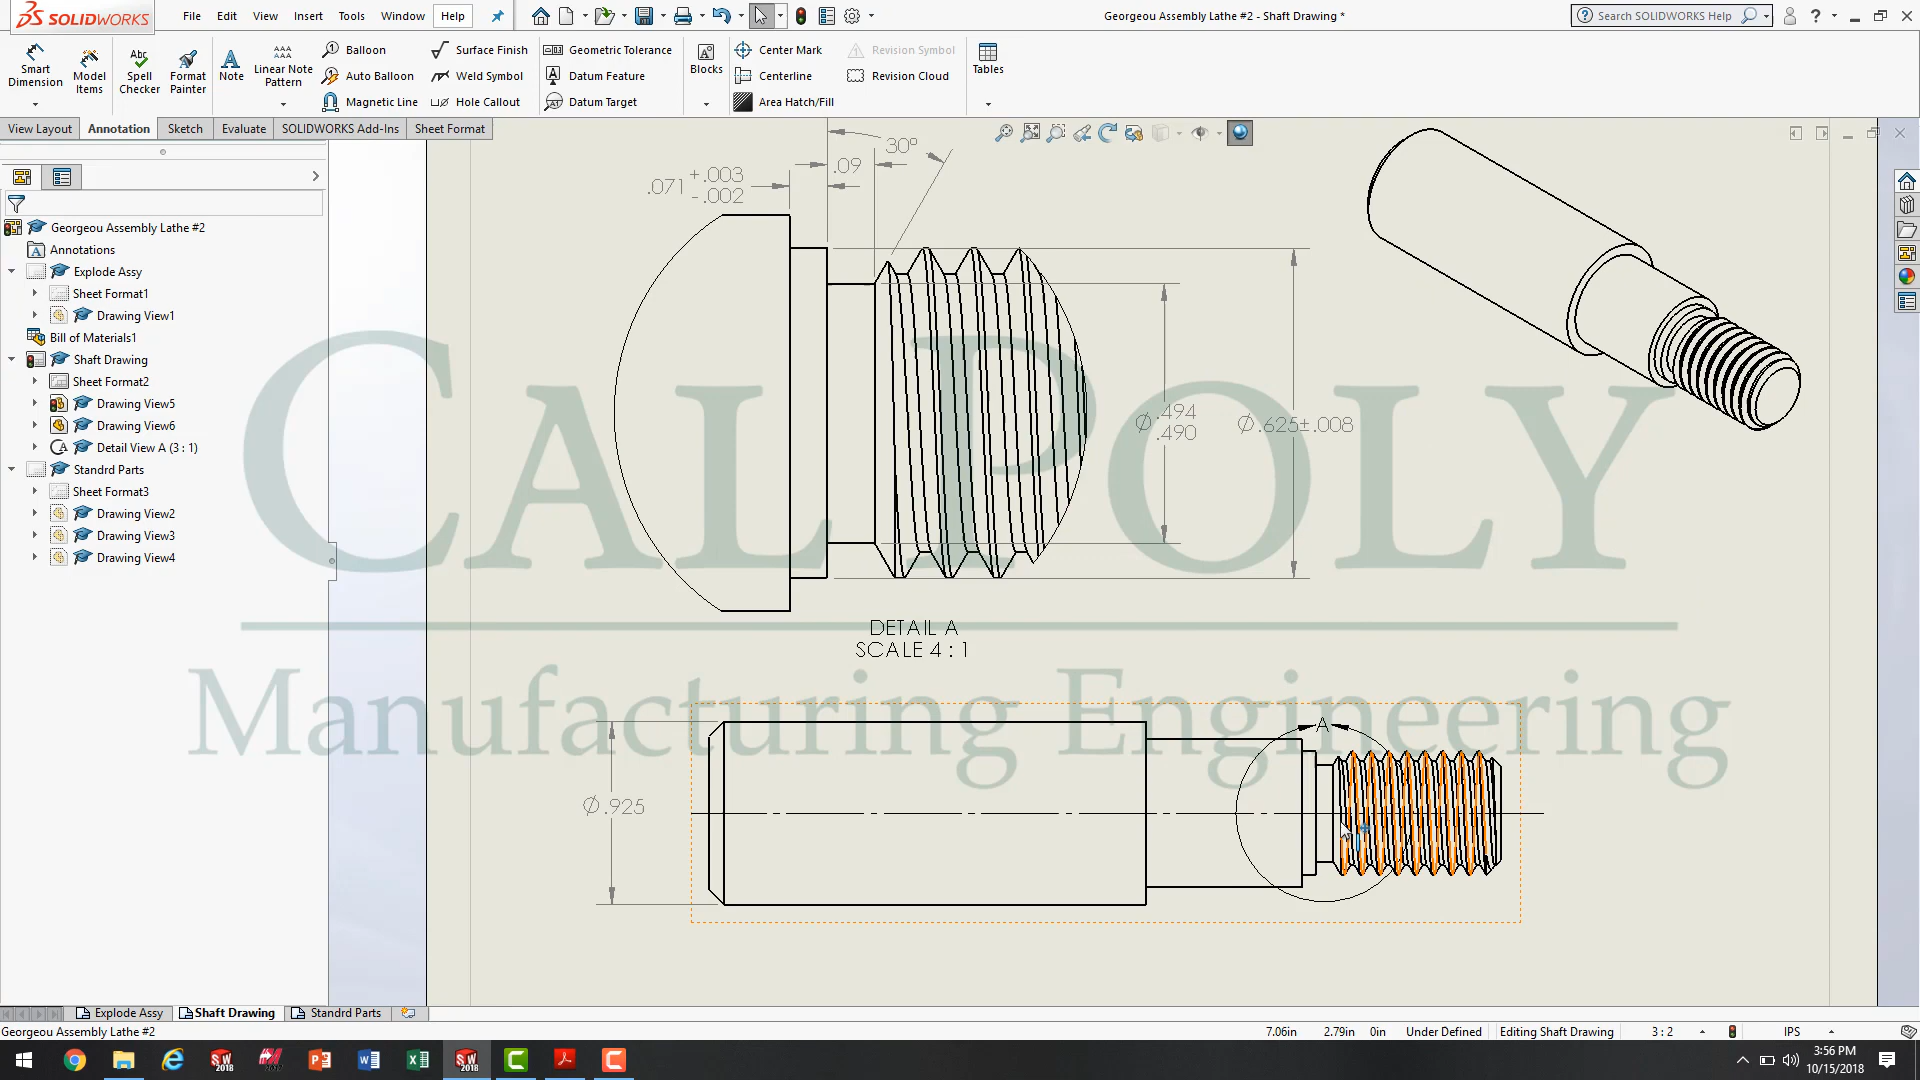 SOLIDWORKS
File Edit View Insert Tools Window Help
Georgeou Assembly Lathe #2 - Shaft Drawing *
Search SOLIDWORKS Help
Smart Dimension
Model Items
Abc
Spell Checker
Format Painter
Note
Linear Note Pattern
Balloon
Auto Balloon
Magnetic Line
Surface Finish
Weld Symbol
Hole Callout
Geometric Tolerance
Datum Feature
Datum Target
Blocks
Center Mark
Centerline
Area Hatch/Fill
Revision Symbol
Revision Cloud
Tables
View Layout Annotation Sketch Evaluate SOLIDWORKS Add-Ins Sheet Format
Georgeou Assembly Lathe #2
Annotations
Explode Assy
Sheet Format1
Drawing View1
Bill of Materials1
Shaft Drawing
Sheet Format2
Drawing View5
Drawing View6
Detail View A (3 : 1)
Standrd Parts
Sheet Format3
Drawing View2
Drawing View3
Drawing View4
30°
.09
.071 +.003
-.002
Ø .494
.490
Ø .625±.008
CAL POLY
DETAIL A
SCALE 4 : 1
Manufacturing Engineering
A
Ø .925
Explode Assy Shaft Drawing Standrd Parts
Georgeou Assembly Lathe #2 7.06in 2.79in 0in Under Defined Editing Shaft Drawing 3 : 2 IPS
3:56 PM
10/15/2018